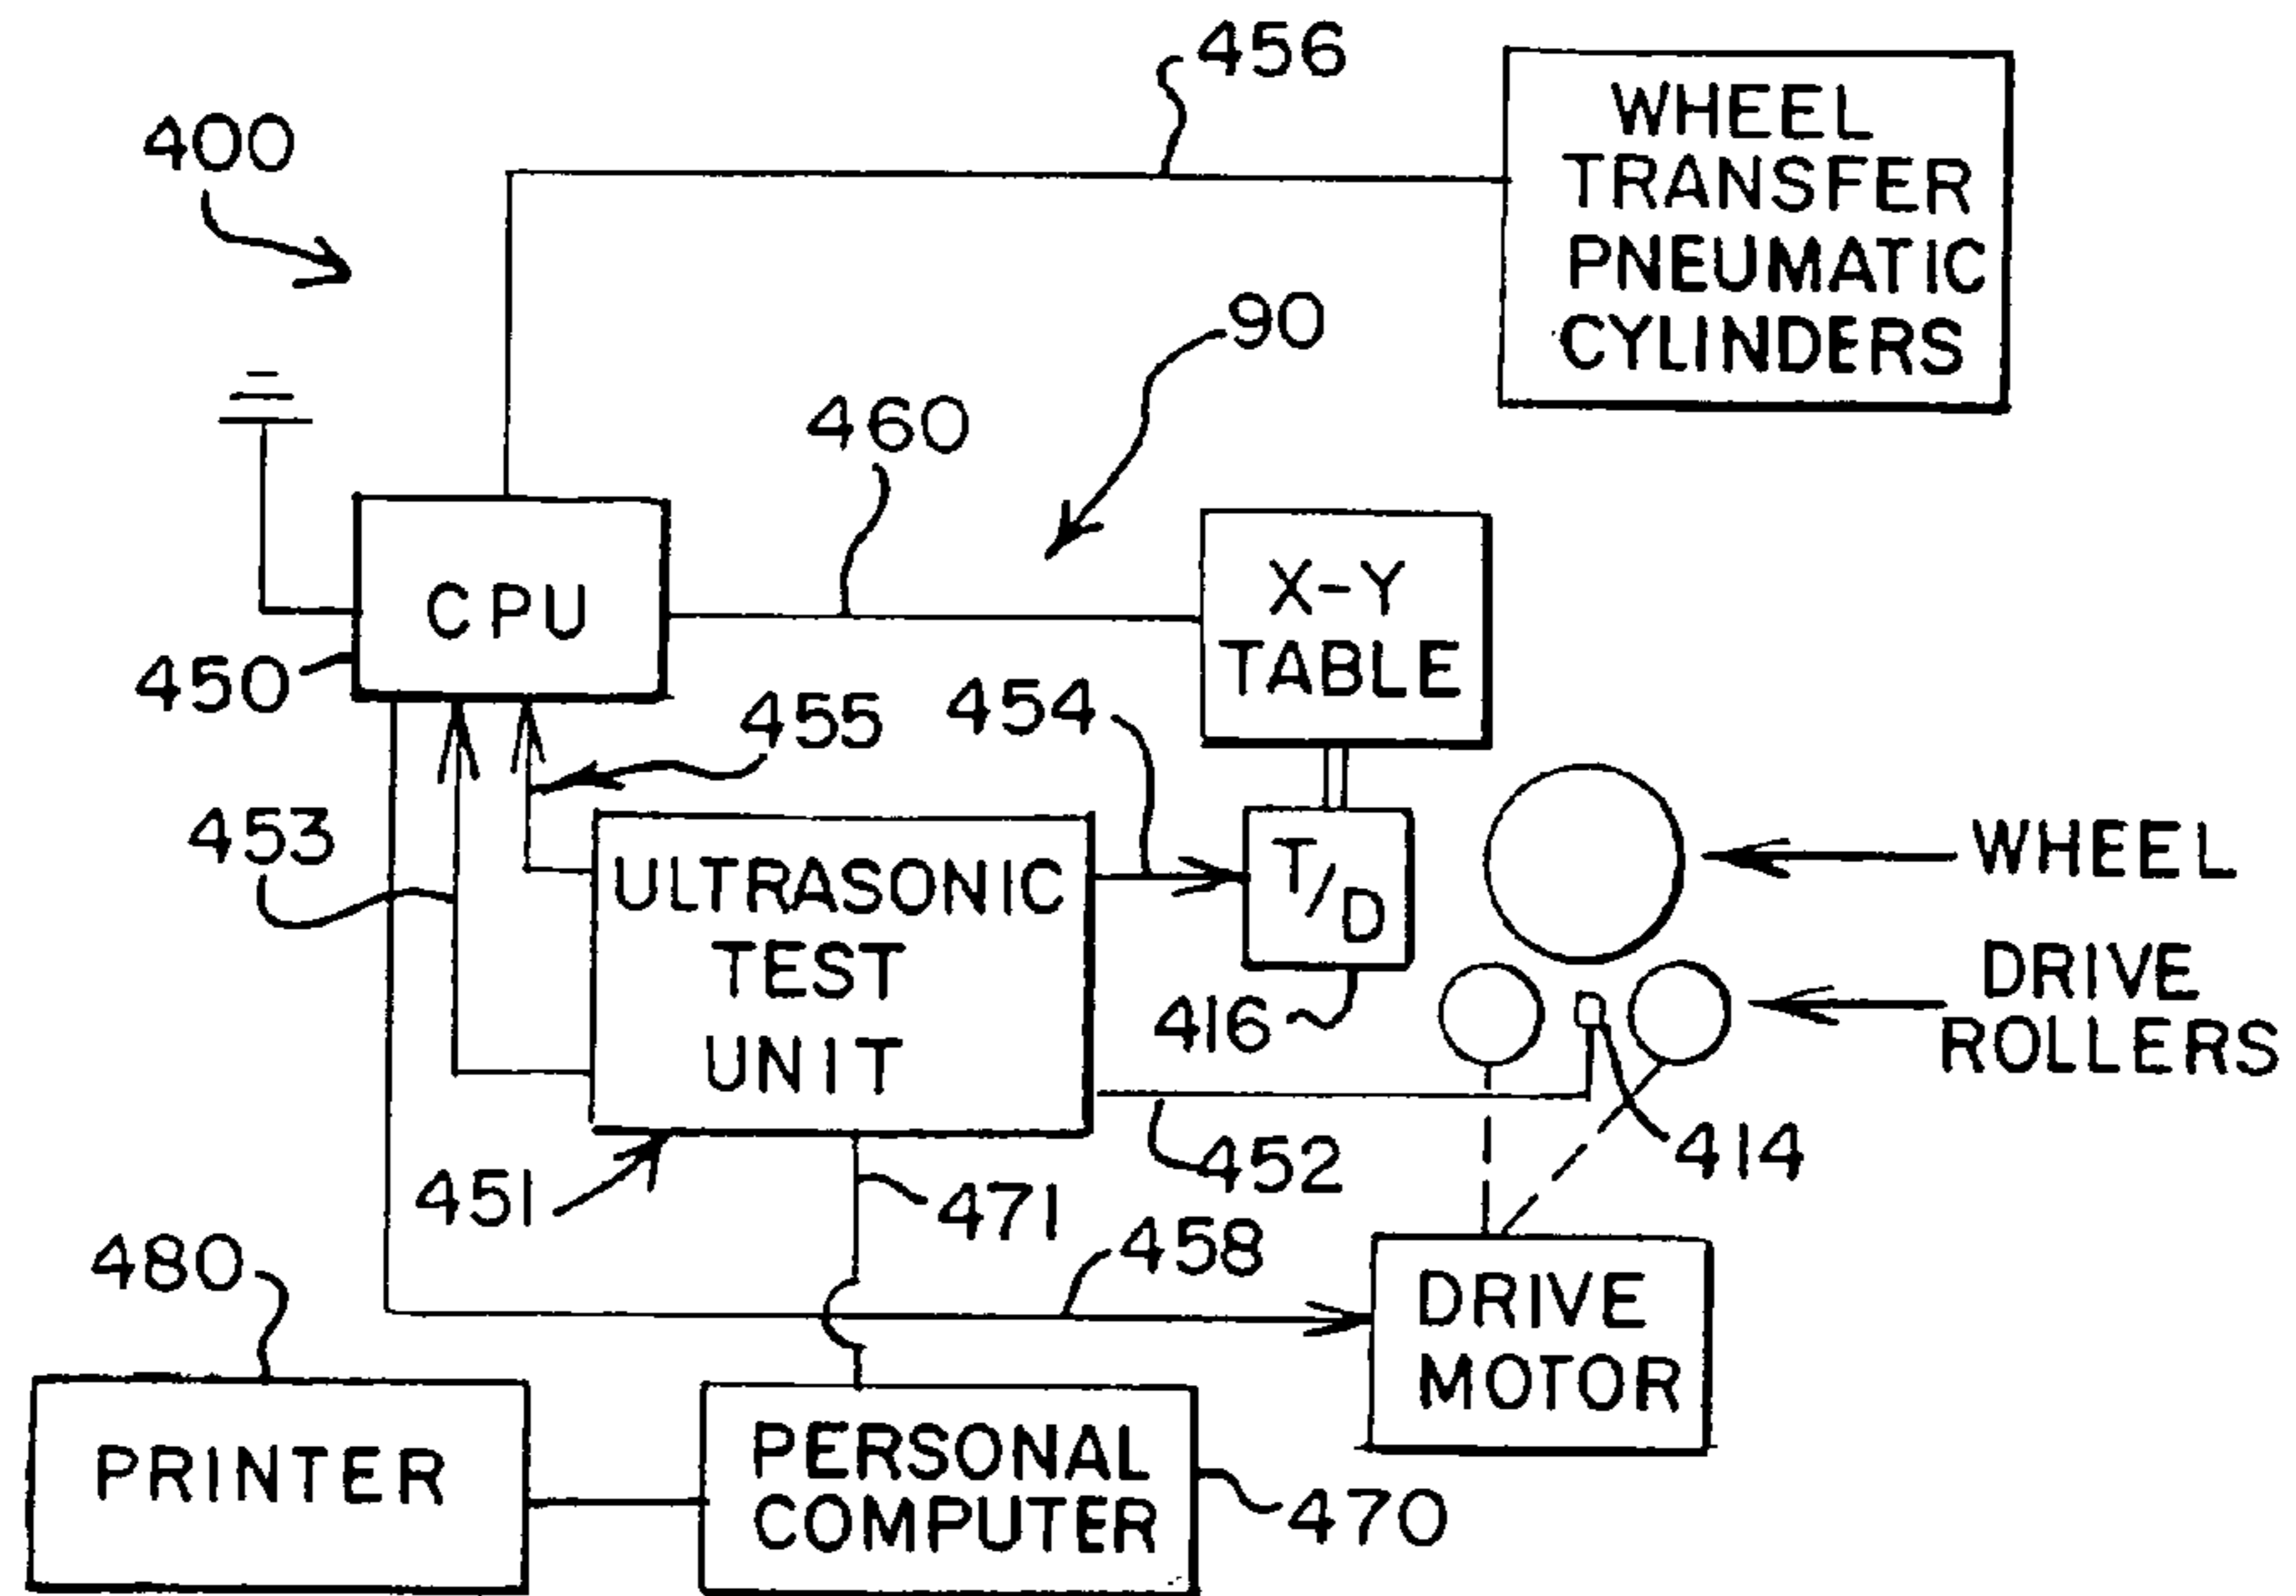 456
WHEEL
TRANSFER
PNEUMATIC
CYLINDERS
400
90
460
CPU
X-Y
TABLE
450
455
454
453
ULTRASONIC
TEST
UNIT
T/D
WHEEL
DRIVE
ROLLERS
416
414
452
451
471
458
480
DRIVE
MOTOR
PRINTER
PERSONAL
COMPUTER
470